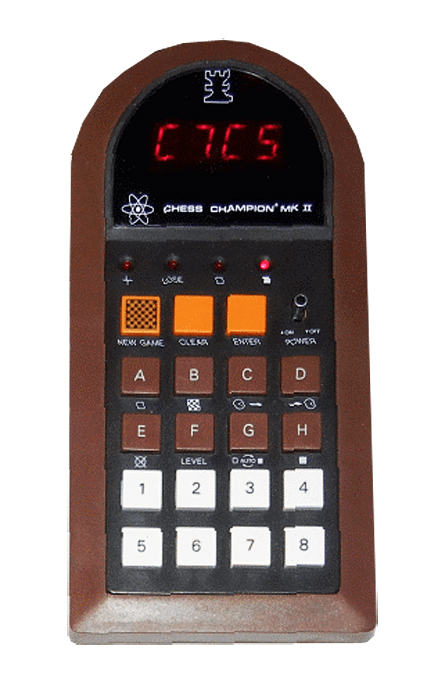 C7C5
CHESS CHAMPION MK II
+ LOSE
NEW GAME CLEAR ENTER ON OFF POWER
A B C D
E F G H
LEVEL AUTO
1 2 3 4
5 6 7 8